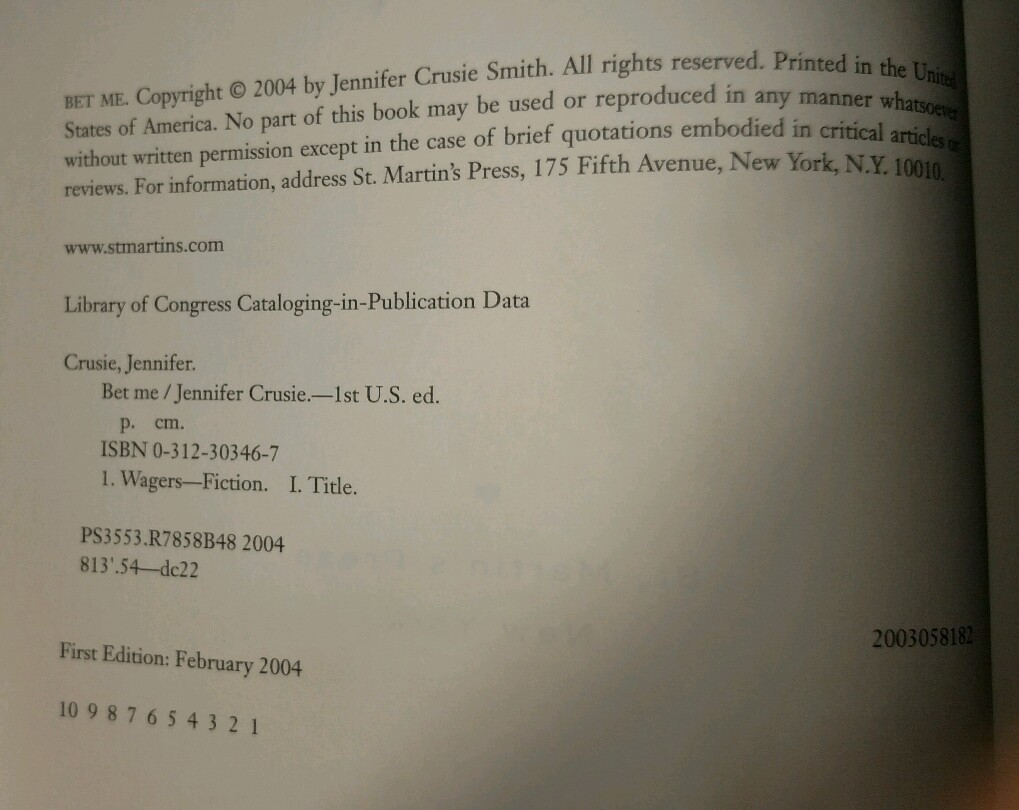 BET ME. Copyright © 2004 by Jennifer Crusie Smith. All rights reserved. Printed in the United
States of America. No part of this book may be used or reproduced in any manner whatsoever
without written permission except in the case of brief quotations embodied in critical articles or
reviews. For information, address St. Martin's Press, 175 Fifth Avenue, New York, N.Y. 10010.
www.stmartins.com
Library of Congress Cataloging-in-Publication Data
Crusie, Jennifer.
Bet me / Jennifer Crusie.—1st U.S. ed.
p. cm.
ISBN 0-312-30346-7
1. Wagers—Fiction. I. Title.
PS3553.R7858B48 2004
813'.54—dc22
2003058182
First Edition: February 2004
10 9 8 7 6 5 4 3 2 1